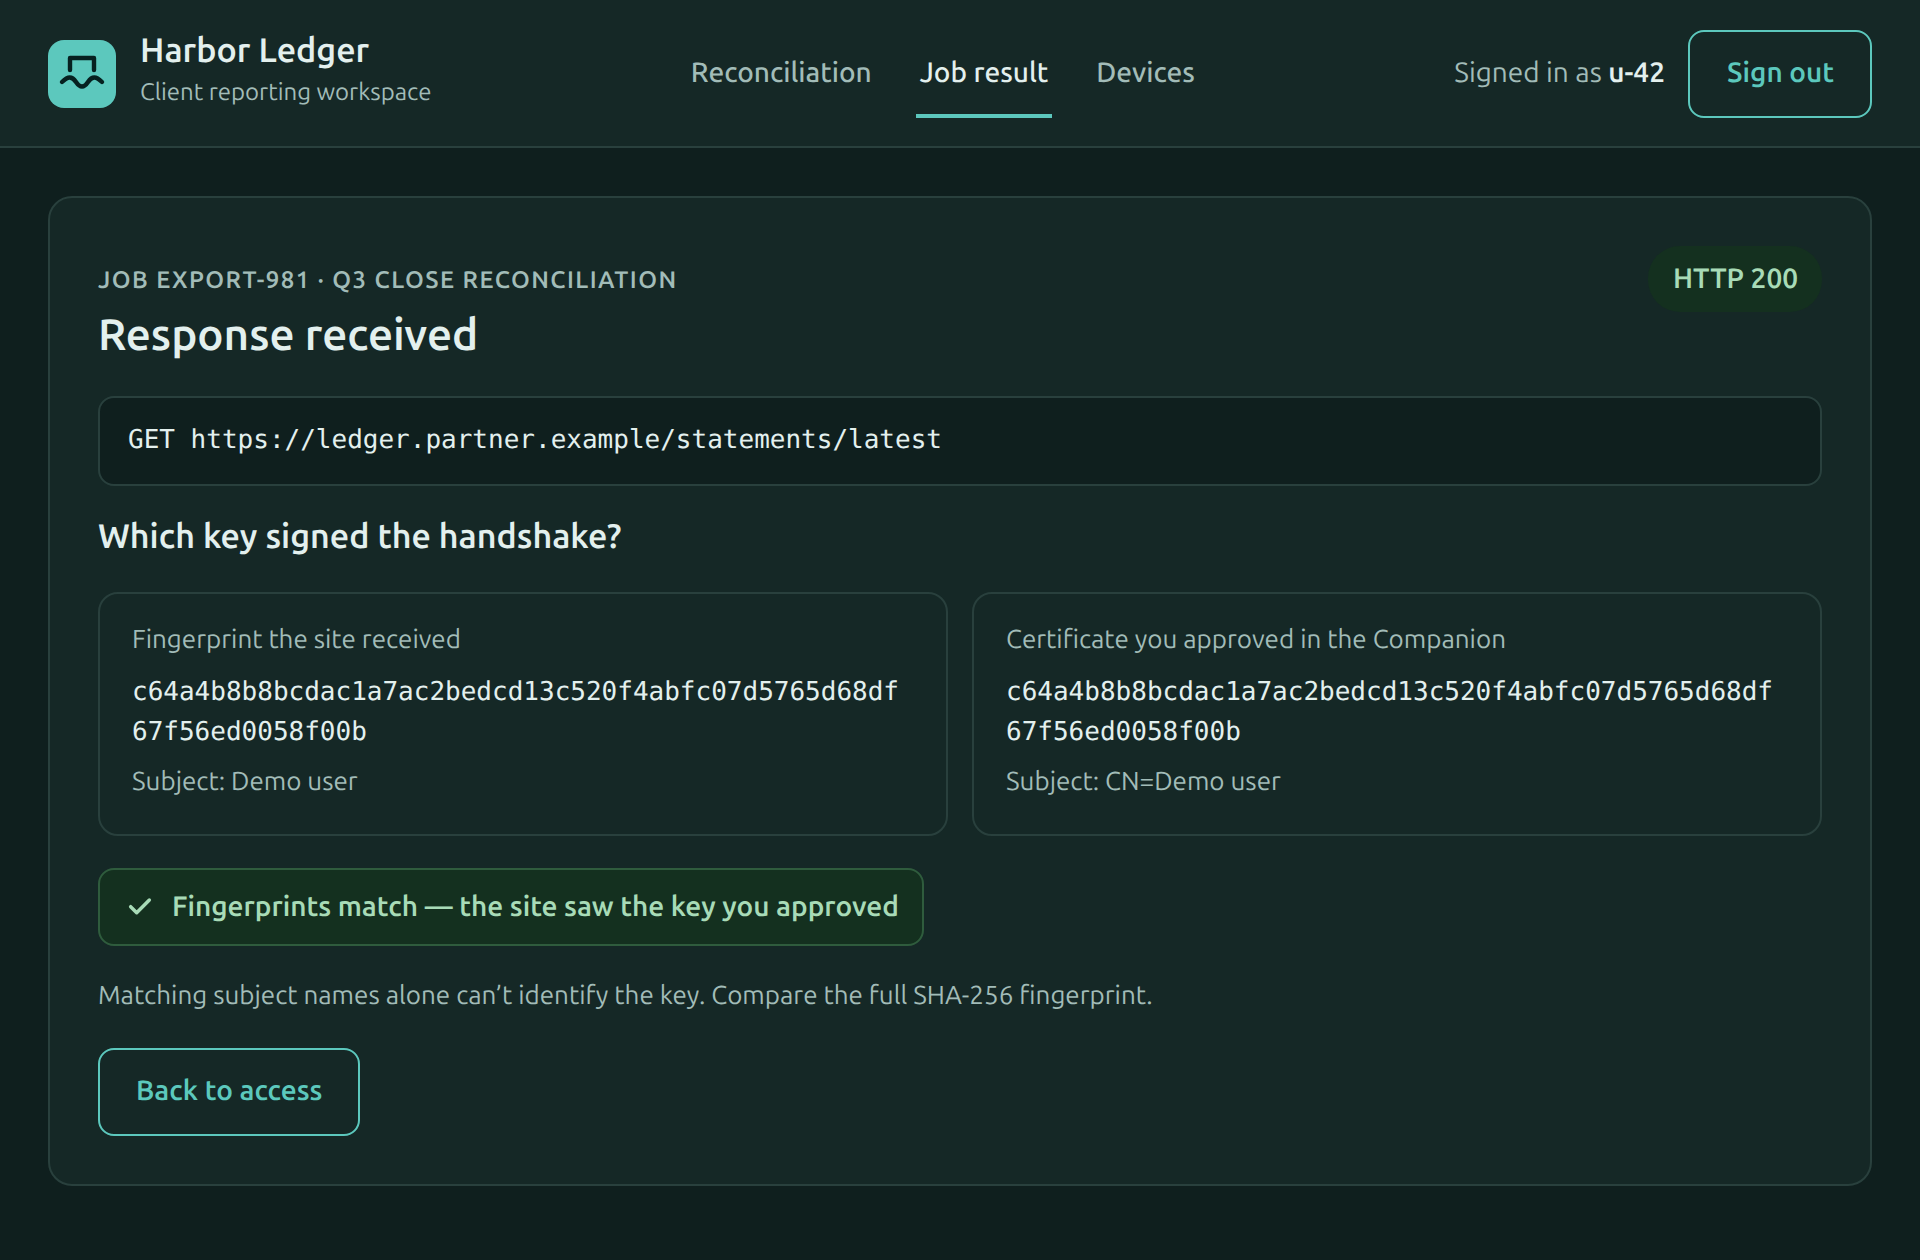 Harbor Ledger
Client reporting workspace
Reconciliation
Job result
Devices
Signed in as u-42
Sign out
JOB EXPORT-981 · Q3 CLOSE RECONCILIATION
HTTP 200
Response received
GET https://ledger.partner.example/statements/latest
Which key signed the handshake?
Fingerprint the site received
c64a4b8b8bcdac1a7ac2bedcd13c520f4abfc07d5765d68df
67f56ed0058f00b
Subject: Demo user
Certificate you approved in the Companion
c64a4b8b8bcdac1a7ac2bedcd13c520f4abfc07d5765d68df
67f56ed0058f00b
Subject: CN=Demo user
Fingerprints match — the site saw the key you approved
Matching subject names alone can’t identify the key. Compare the full SHA-256 fingerprint.
Back to access